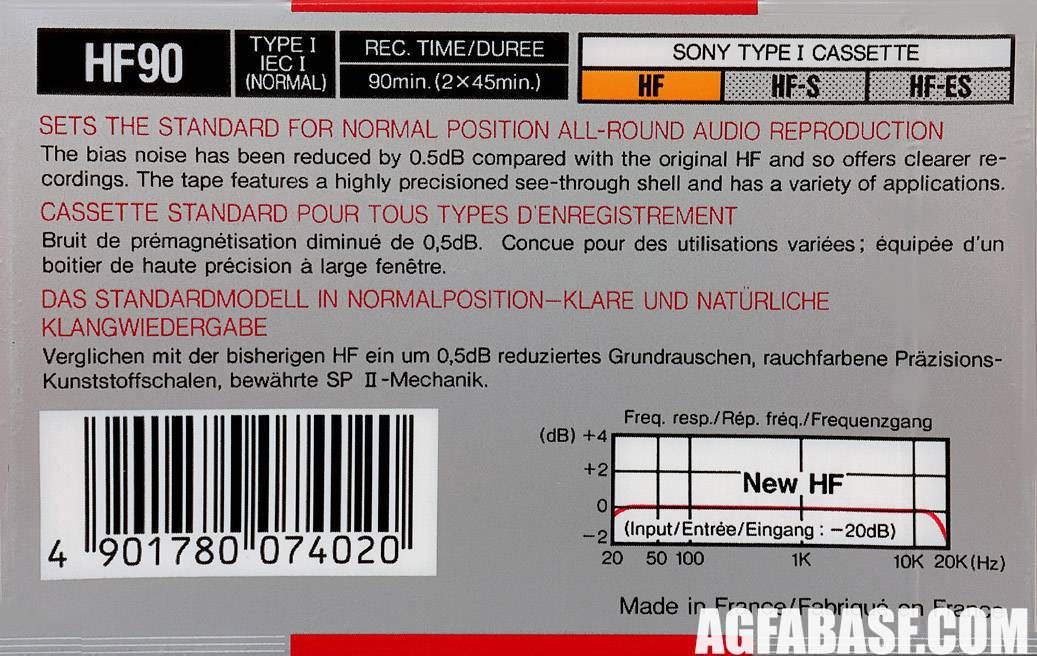 HF90
TYPE I
IEC I
(NORMAL)
REC. TIME/DUREE
90min. (2×45min.)
SONY TYPE I CASSETTE
HF HF-S HF-ES
SETS THE STANDARD FOR NORMAL POSITION ALL-ROUND AUDIO REPRODUCTION
The bias noise has been reduced by 0.5dB compared with the original HF and so offers clearer re-
cordings. The tape features a highly precisioned see-through shell and has a variety of applications.
CASSETTE STANDARD POUR TOUS TYPES D'ENREGISTREMENT
Bruit de prémagnétisation diminué de 0,5dB. Concue pour des utilisations variées; équipée d'un
boitier de haute précision à large fenêtre.
DAS STANDARDMODELL IN NORMALPOSITION–KLARE UND NATÜRLICHE
KLANGWIEDERGABE
Verglichen mit der bisherigen HF ein um 0,5dB reduziertes Grundrauschen, rauchfarbene Präzisions-
Kunststoffschalen, bewährte SP II-Mechanik.
4 901780 074020
Freq. resp./Rép. fréq./Frequenzgang
(dB) +4
+2
New HF
0
(Input/Entrée/Eingang : −20dB)
−2
20 50 100 1K 10K 20K (Hz)
Made in France/Fabriqué en France
AGFABASF.COM